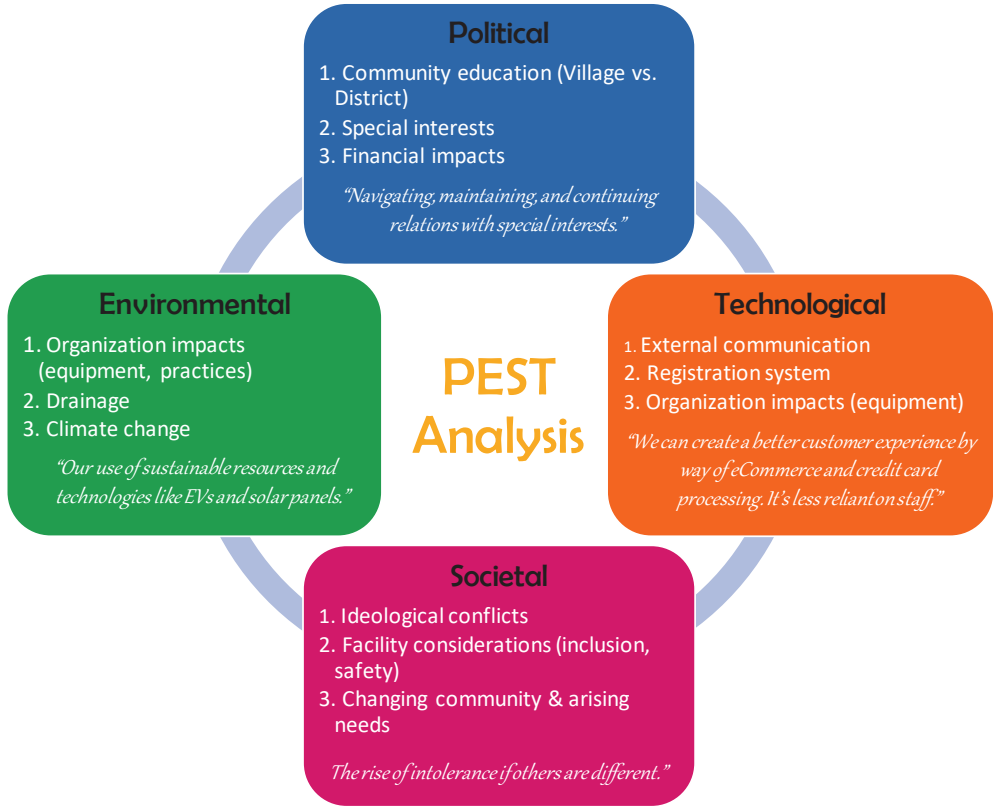 Political
1. Community education (Village vs.
District)
2. Special interests
3. Financial impacts
“Navigating, maintaining, and continuing
relations with special interests.”
Environmental
1. Organization impacts
(equipment, practices)
2. Drainage
3. Climate change
“Our use of sustainable resources and
technologies like EVs and solar panels.”
PEST
Analysis
Technological
1. External communication
2. Registration system
3. Organization impacts (equipment)
“We can create a better customer experience by
way of eCommerce and credit card
processing. It’s less reliant on staff.”
Societal
1. Ideological conflicts
2. Facility considerations (inclusion,
safety)
3. Changing community & arising
needs
The rise of intolerance if others are different.”